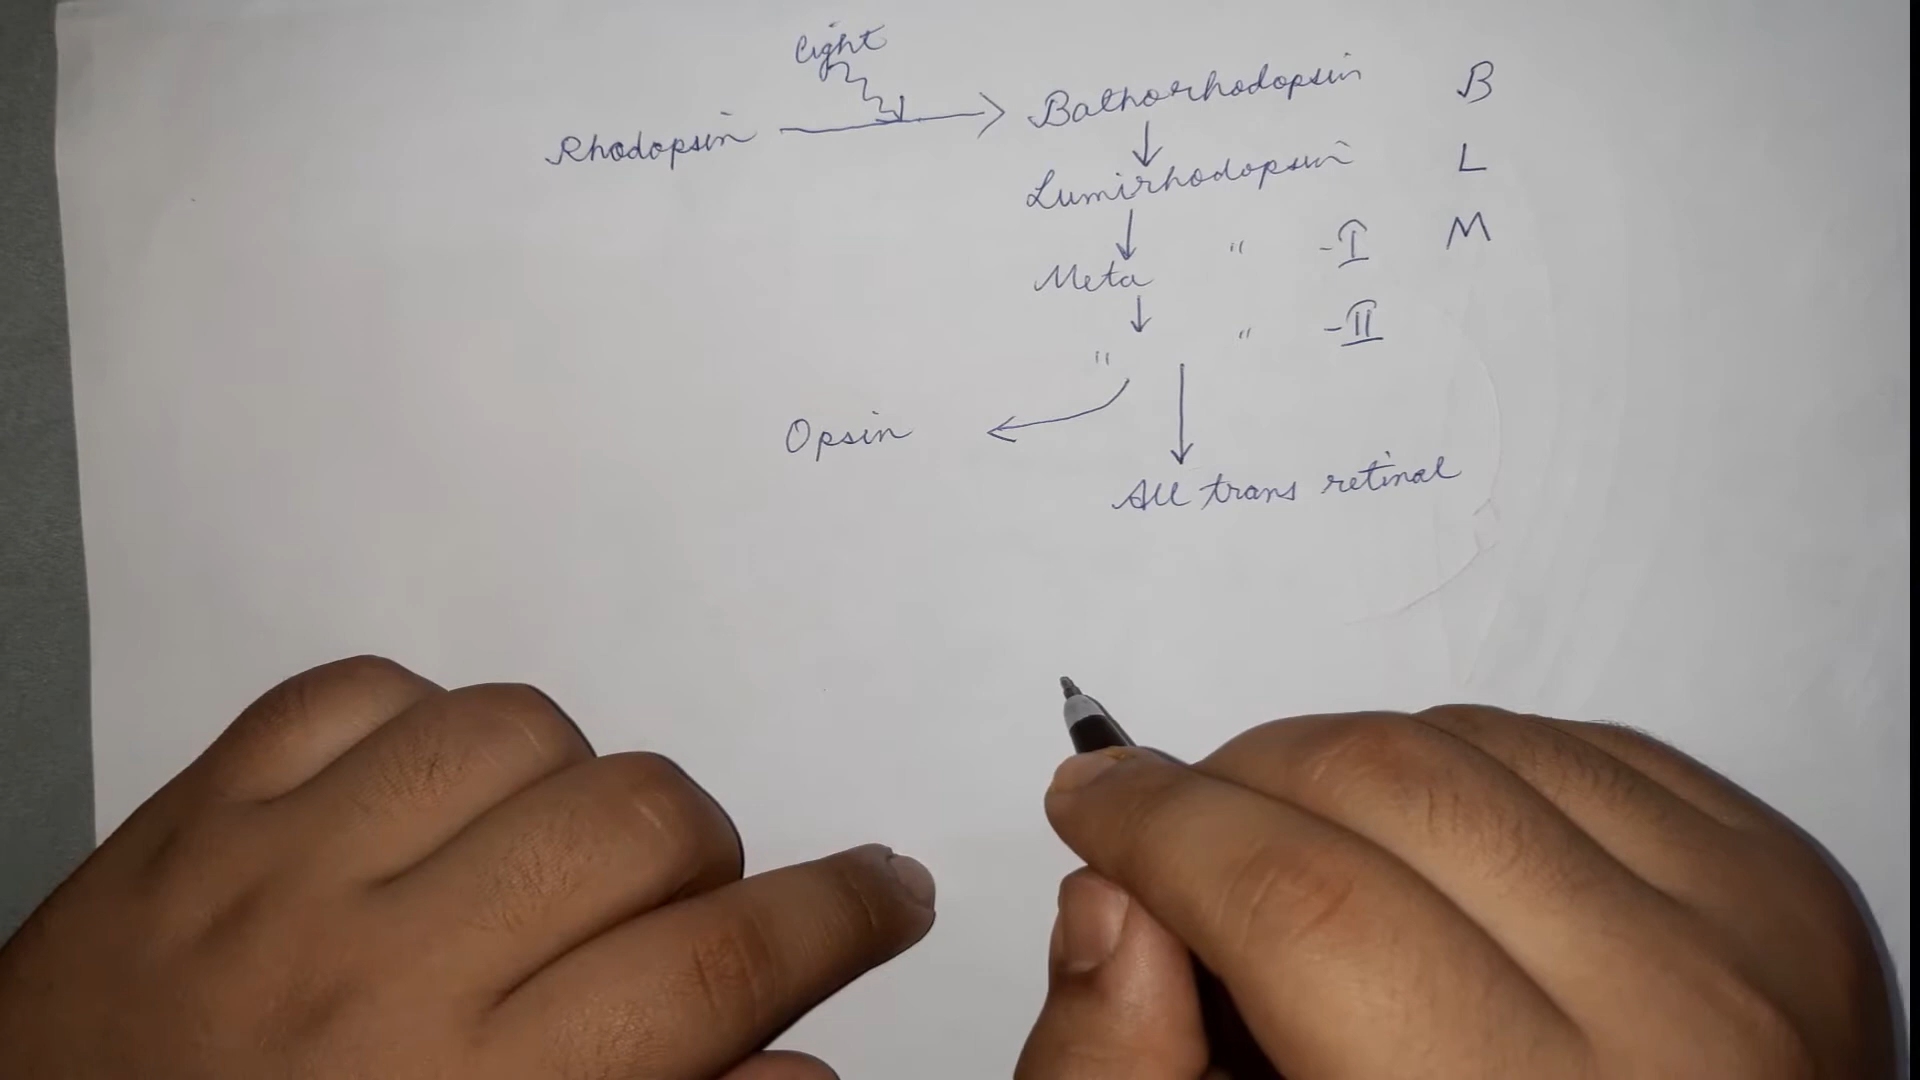 light
Rhodopsin → Bathorhodopsin B
↓
Lumirhodopsin L
↓
Meta " -I M
↓
" " -II
Opsin ← ↓
All trans retinal